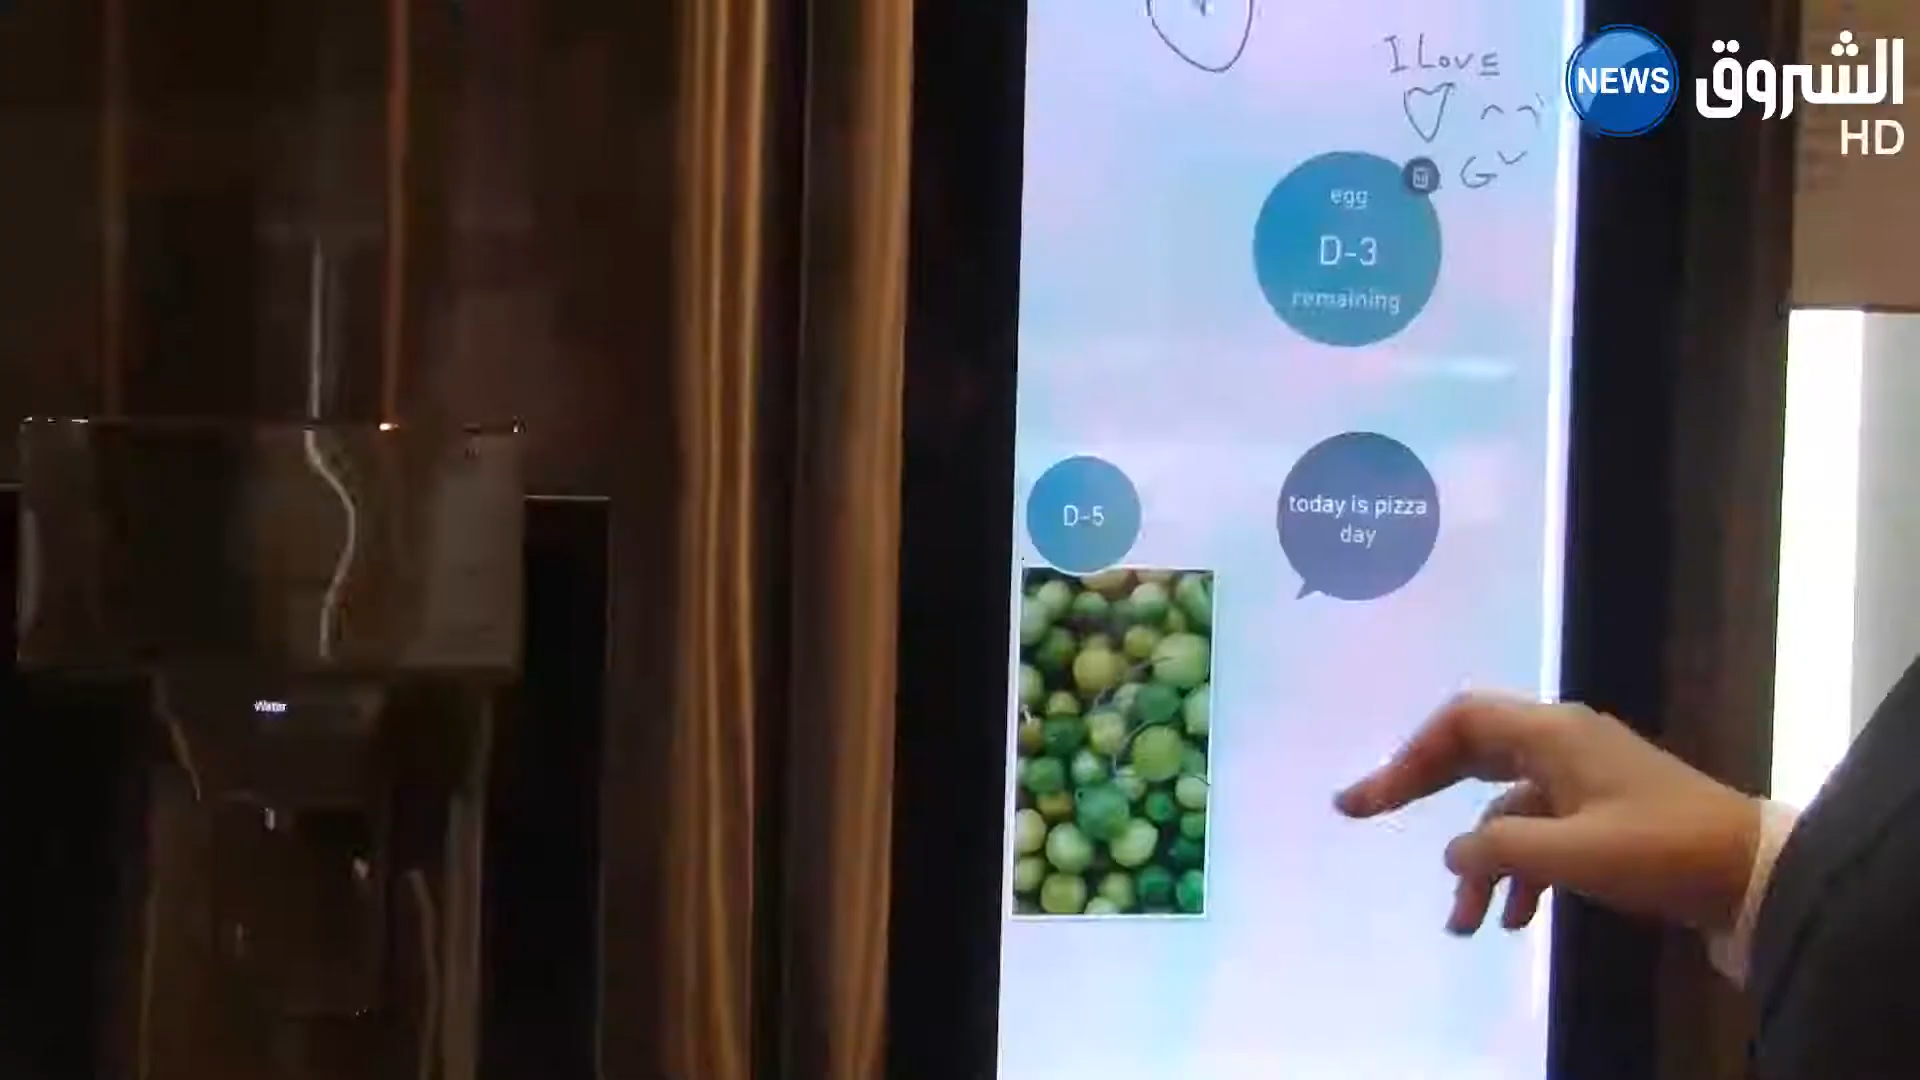 I Love
NEWS
الشروق
HD
egg
D-3
remaining
D-5
today is pizza
day
Water